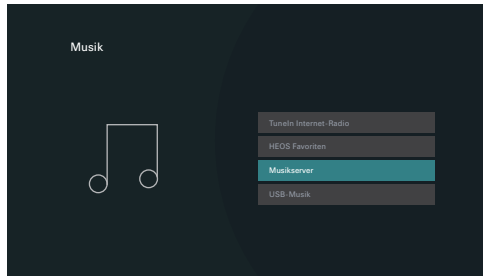 Musik
TuneIn Internet-Radio
HEOS Favoriten
Musikserver
USB-Musik